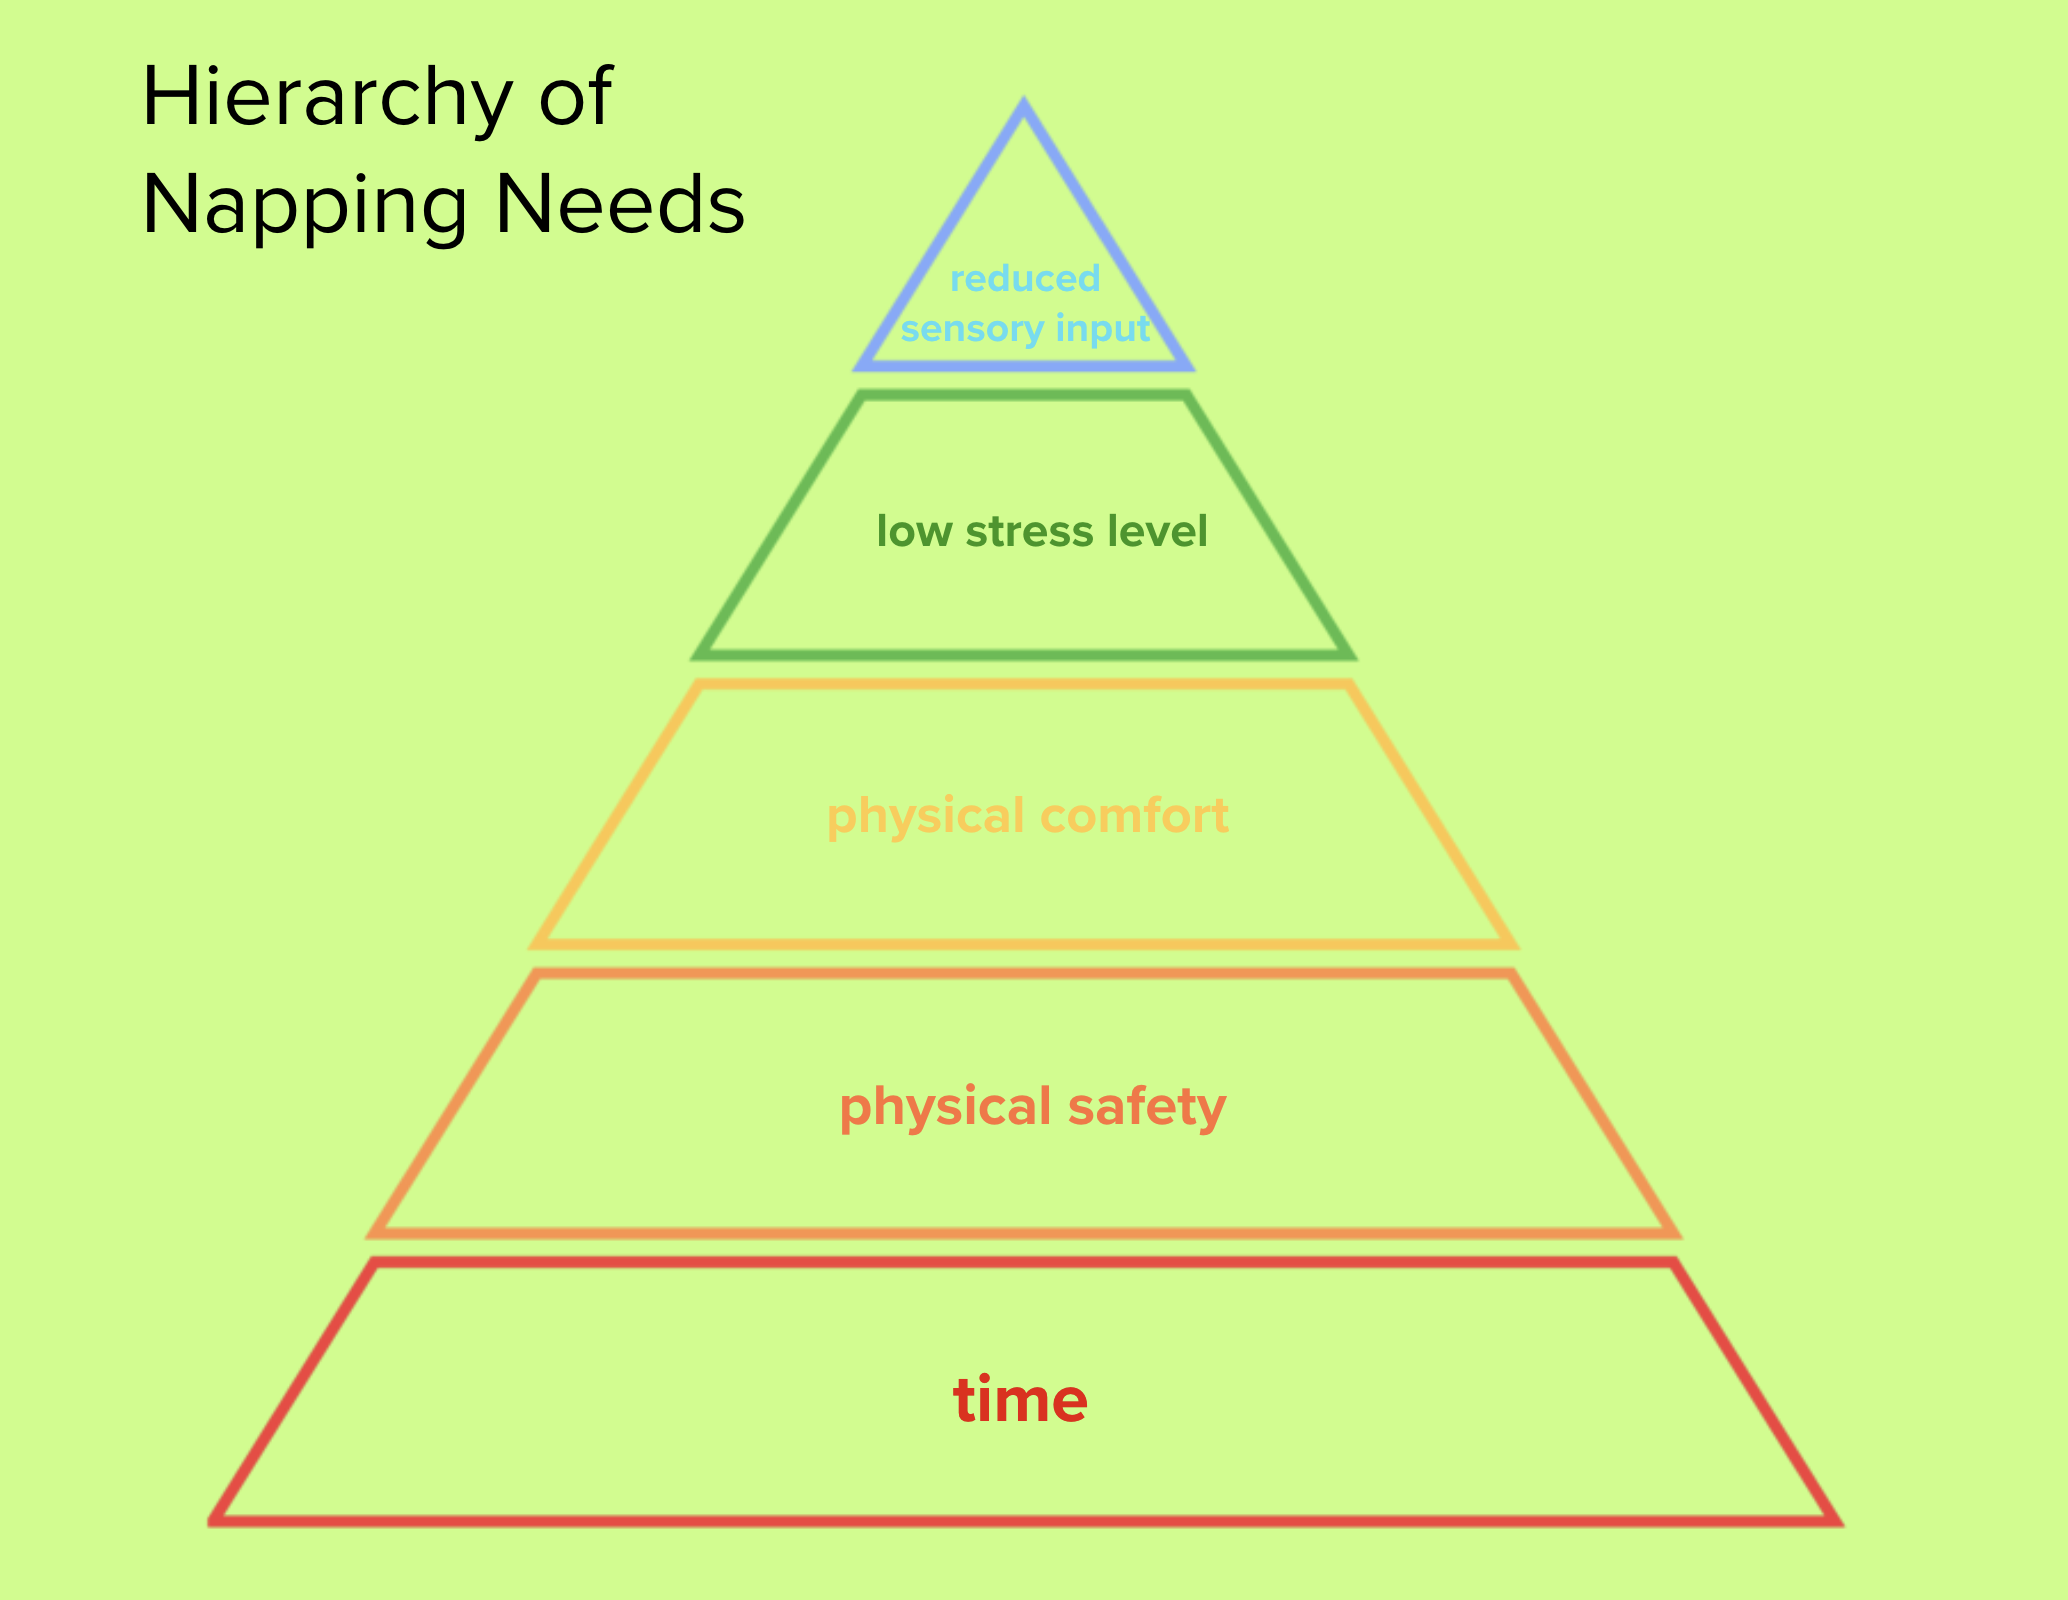 Hierarchy of
Napping Needs
reduced
sensory input
low stress level
physical comfort
physical safety
time